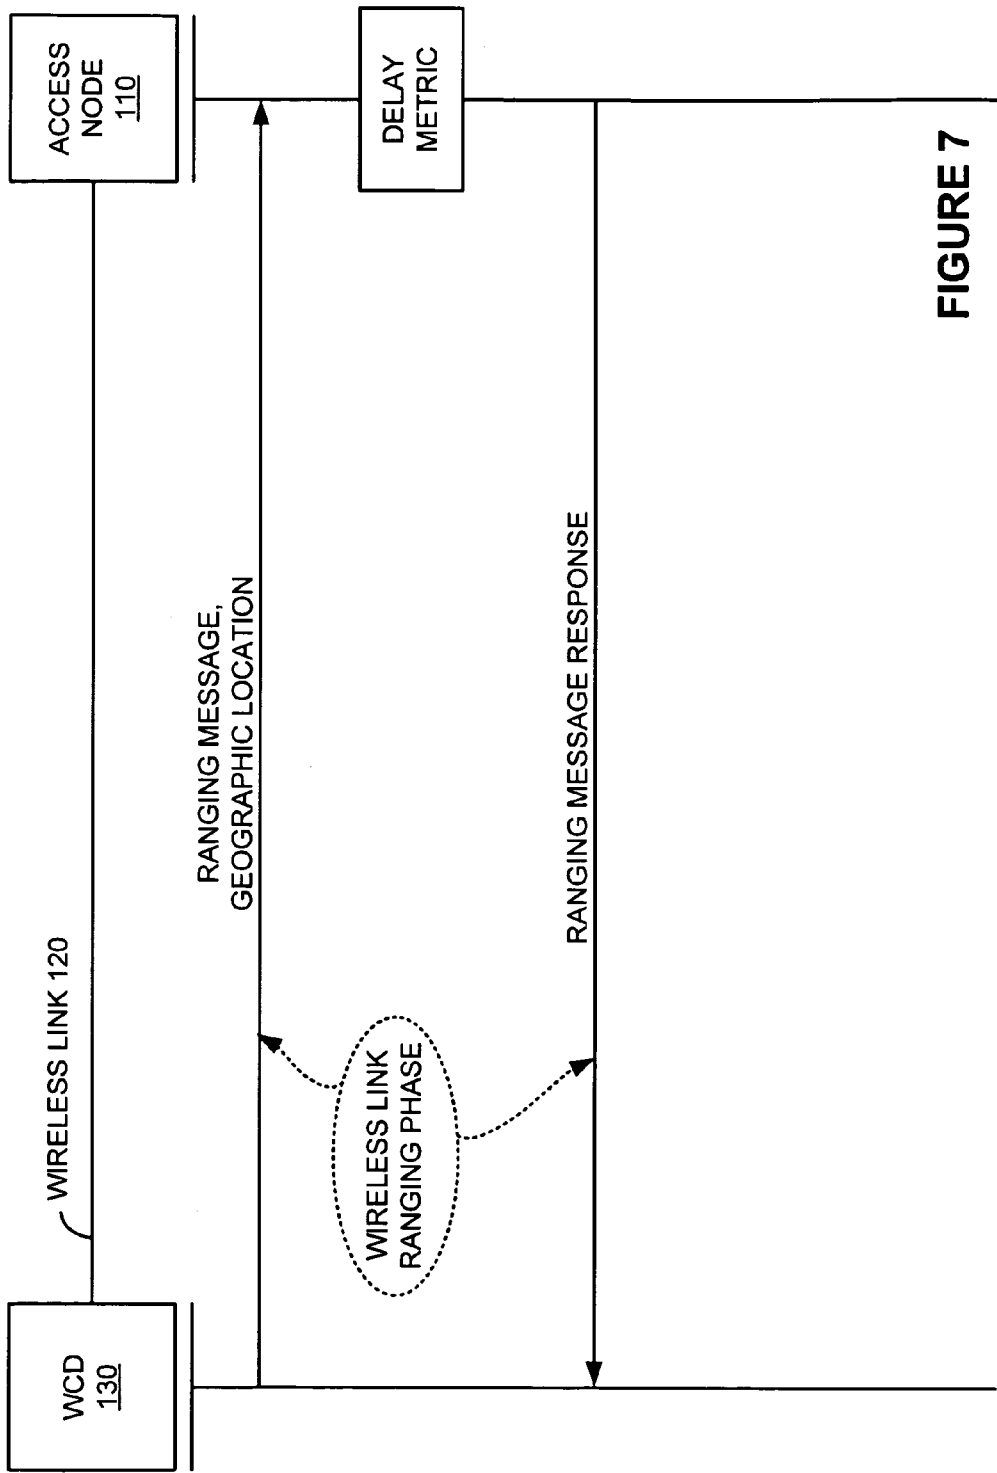 WCD
130
WIRELESS LINK 120
ACCESS
NODE
110
RANGING MESSAGE,
GEOGRAPHIC LOCATION
WIRELESS LINK
RANGING PHASE
DELAY
METRIC
RANGING MESSAGE RESPONSE
FIGURE 7